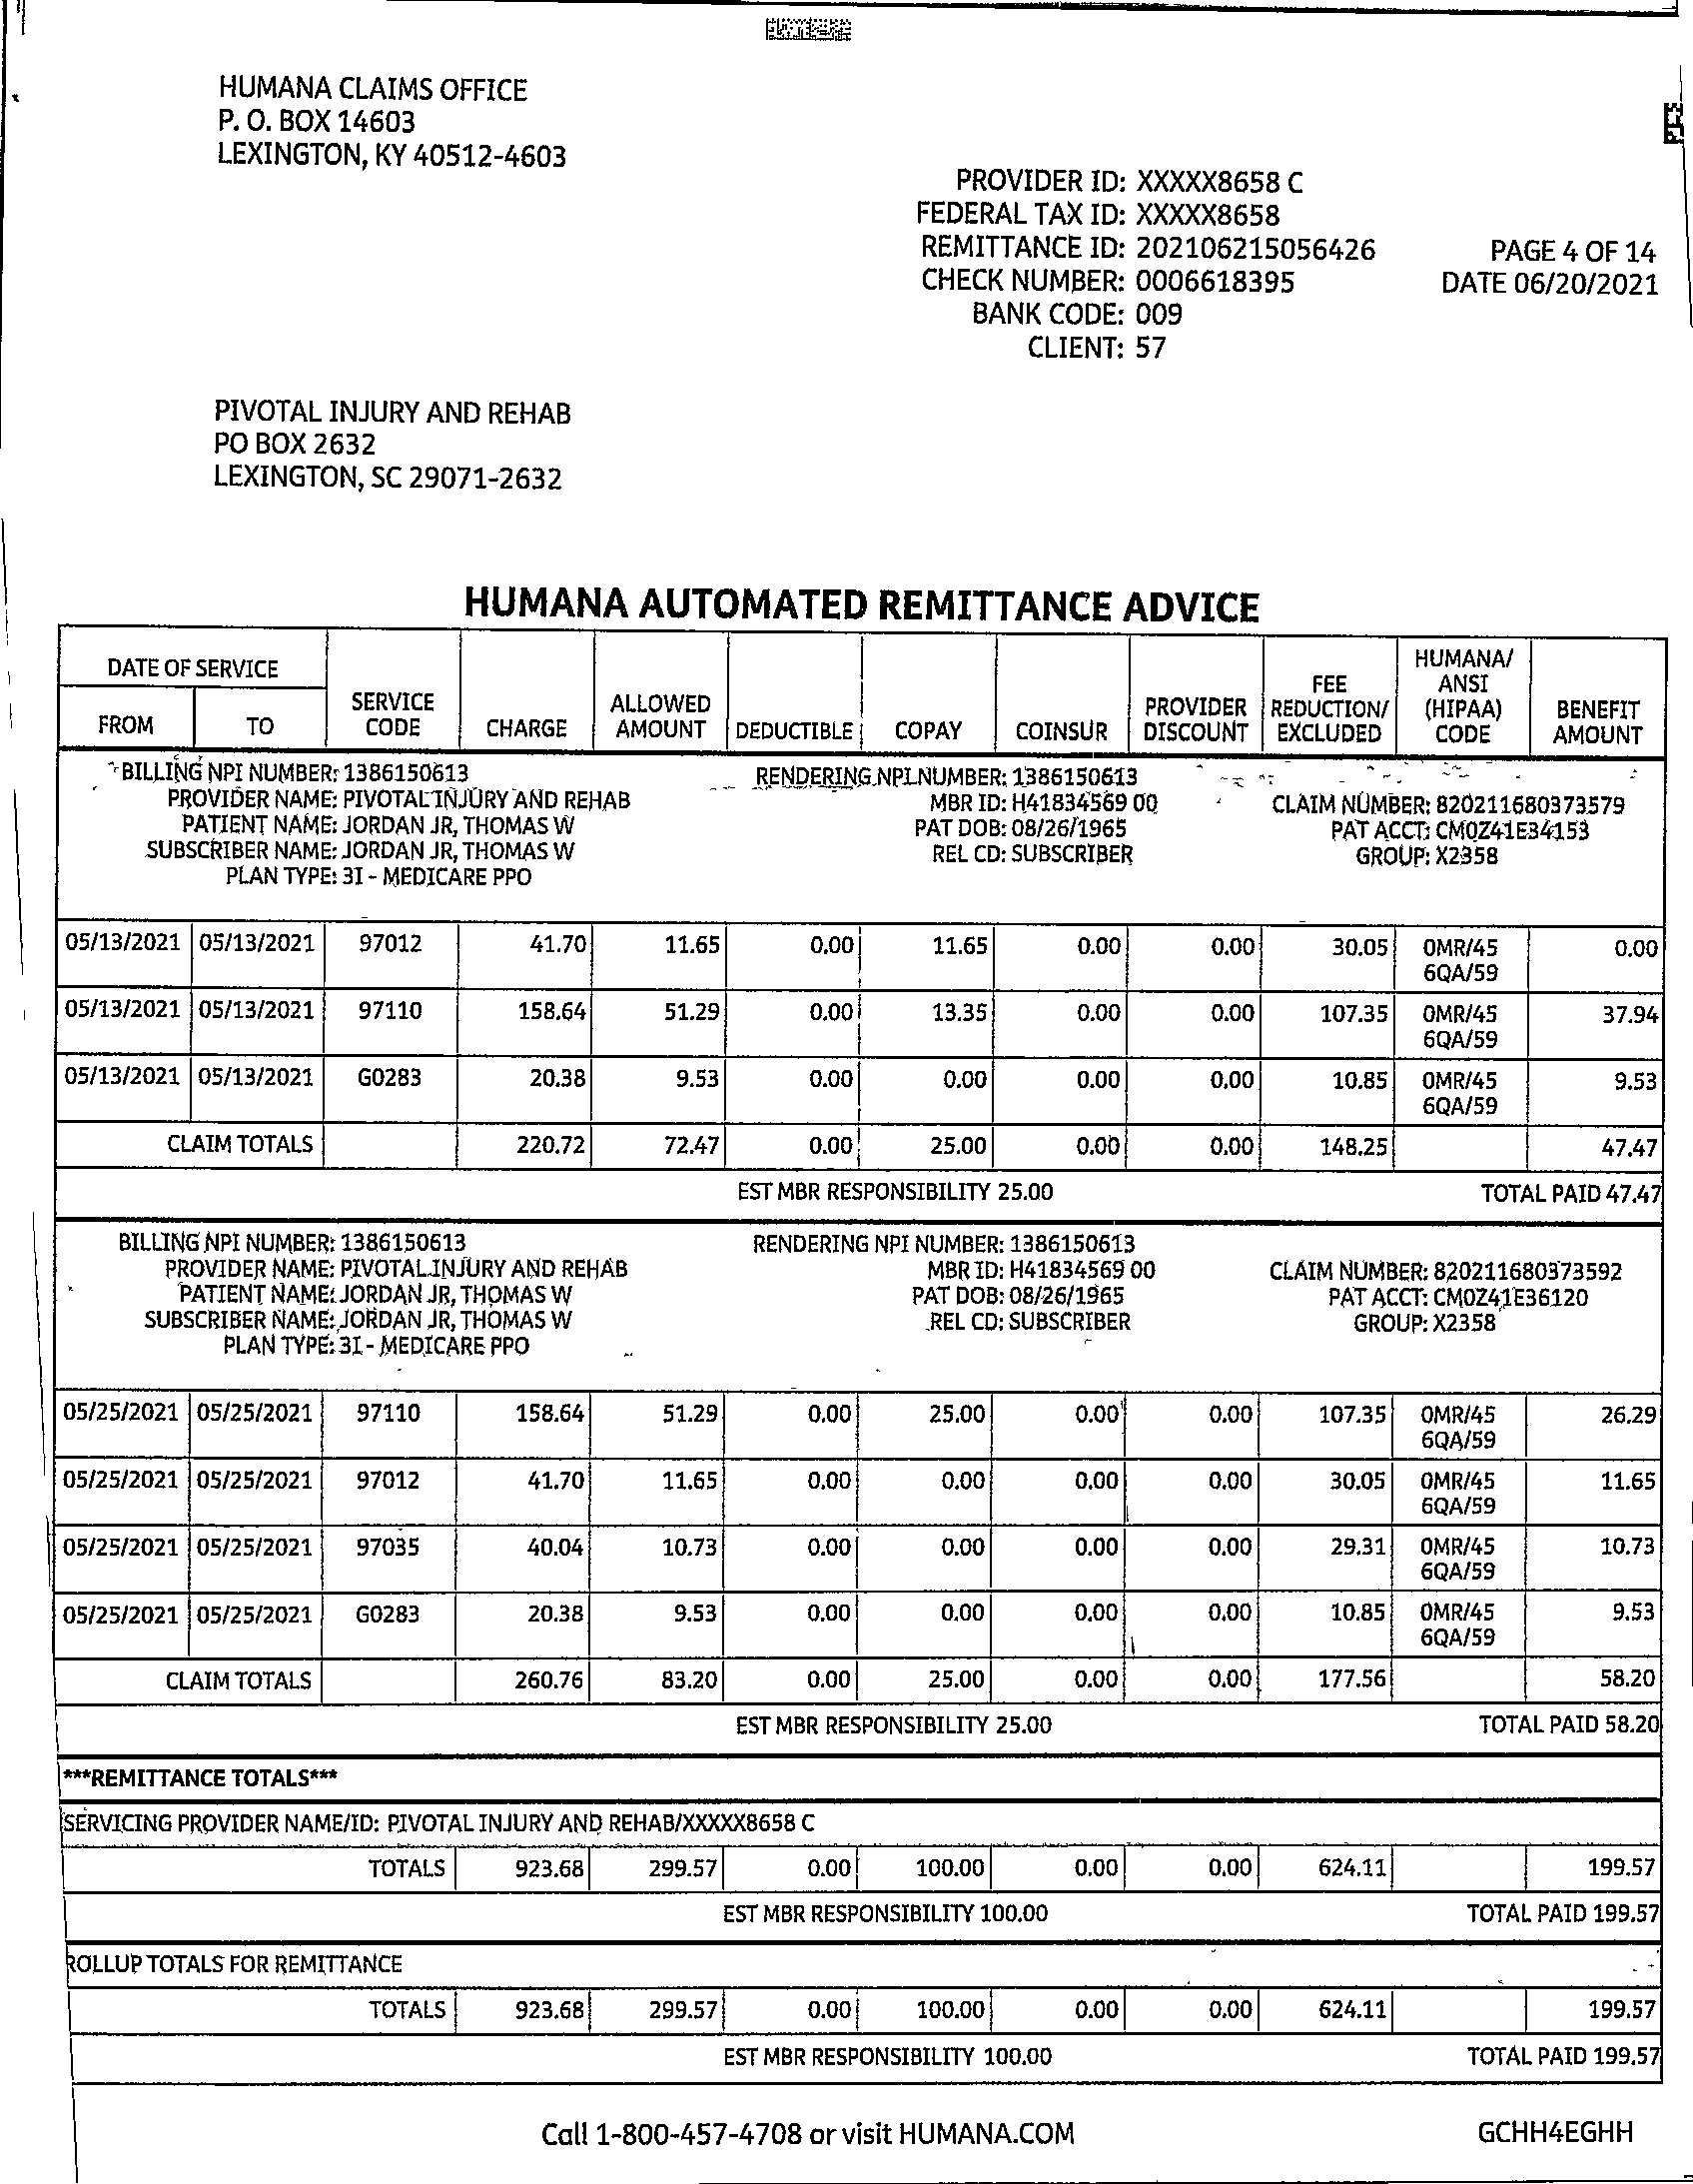 HUMANA CLAIMS OFFICE
P. O. BOX 14603
LEXINGTON, KY 40512-4603
PROVIDER ID: XXXXX8658 C
FEDERAL TAX ID: XXXXX8658
REMITTANCE ID: 202106215056426 PAGE 4 OF 14
CHECK NUMBER: 0006618395 DATE 06/20/2021
BANK CODE: 009
CLIENT: 57
PIVOTAL INJURY AND REHAB
PO BOX 2632
LEXINGTON, SC 29071-2632
HUMANA AUTOMATED REMITTANCE ADVICE
DATE OF SERVICE FROM TO SERVICE CODE CHARGE ALLOWED AMOUNT DEDUCTIBLE COPAY COINSUR PROVIDER DISCOUNT FEE REDUCTION/ EXCLUDED HUMANA/ ANSI (HIPAA) CODE BENEFIT AMOUNT
BILLING NPI NUMBER: 1386150613 RENDERING NPI NUMBER: 1386150613
PROVIDER NAME: PIVOTAL INJURY AND REHAB MBR ID: H41834569 00 CLAIM NUMBER: 820211680373579
PATIENT NAME: JORDAN JR, THOMAS W PAT DOB: 08/26/1965 PAT ACCT: CM0Z41E34153
SUBSCRIBER NAME: JORDAN JR, THOMAS W REL CD: SUBSCRIBER GROUP: X2358
PLAN TYPE: 3I - MEDICARE PPO
05/13/2021 05/13/2021 97012 41.70 11.65 0.00 11.65 0.00 0.00 30.05 0MR/45 0.00
6QA/59
05/13/2021 05/13/2021 97110 158.64 51.29 0.00 13.35 0.00 0.00 107.35 0MR/45 37.94
6QA/59
05/13/2021 05/13/2021 G0283 20.38 9.53 0.00 0.00 0.00 0.00 10.85 0MR/45 9.53
6QA/59
CLAIM TOTALS 220.72 72.47 0.00 25.00 0.00 0.00 148.25 47.47
EST MBR RESPONSIBILITY 25.00 TOTAL PAID 47.47
BILLING NPI NUMBER: 1386150613 RENDERING NPI NUMBER: 1386150613
PROVIDER NAME: PIVOTAL INJURY AND REHAB MBR ID: H41834569 00 CLAIM NUMBER: 820211680373592
PATIENT NAME: JORDAN JR, THOMAS W PAT DOB: 08/26/1965 PAT ACCT: CM0Z41E36120
SUBSCRIBER NAME: JORDAN JR, THOMAS W REL CD: SUBSCRIBER GROUP: X2358
PLAN TYPE: 3I - MEDICARE PPO
05/25/2021 05/25/2021 97110 158.64 51.29 0.00 25.00 0.00 0.00 107.35 0MR/45 26.29
6QA/59
05/25/2021 05/25/2021 97012 41.70 11.65 0.00 0.00 0.00 0.00 30.05 0MR/45 11.65
6QA/59
05/25/2021 05/25/2021 97035 40.04 10.73 0.00 0.00 0.00 0.00 29.31 0MR/45 10.73
6QA/59
05/25/2021 05/25/2021 G0283 20.38 9.53 0.00 0.00 0.00 0.00 10.85 0MR/45 9.53
6QA/59
CLAIM TOTALS 260.76 83.20 0.00 25.00 0.00 0.00 177.56 58.20
EST MBR RESPONSIBILITY 25.00 TOTAL PAID 58.20
***REMITTANCE TOTALS***
SERVICING PROVIDER NAME/ID: PIVOTAL INJURY AND REHAB/XXXXX8658 C
TOTALS 923.68 299.57 0.00 100.00 0.00 0.00 624.11 199.57
EST MBR RESPONSIBILITY 100.00 TOTAL PAID 199.57
ROLLUP TOTALS FOR REMITTANCE
TOTALS 923.68 299.57 0.00 100.00 0.00 0.00 624.11 199.57
EST MBR RESPONSIBILITY 100.00 TOTAL PAID 199.57
Call 1-800-457-4708 or visit HUMANA.COM GCHH4EGHH